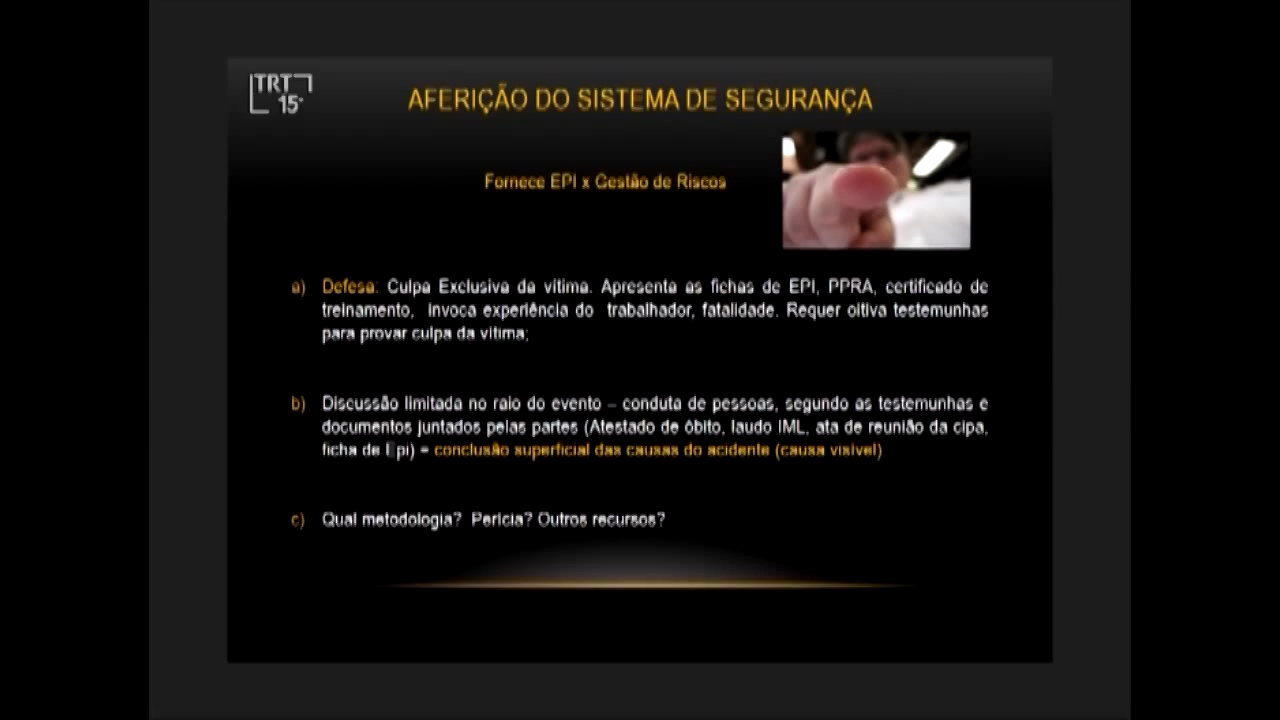 TRT
15ª
AFERIÇÃO DO SISTEMA DE SEGURANÇA
Fornece EPI x Gestão de Riscos
a) Defesa: Culpa Exclusiva da vítima. Apresenta as fichas de EPI, PPRA, certificado de
treinamento, invoca experiência do trabalhador, fatalidade. Requer oitiva testemunhas
para provar culpa da vítima;
b) Discussão limitada no raio do evento – conduta de pessoas, segundo as testemunhas e
documentos juntados pelas partes (Atestado de óbito, laudo IML, ata de reunião da cipa,
ficha de Epi) = conclusão superficial das causas do acidente (causa visível)
c) Qual metodologia? Perícia? Outros recursos?